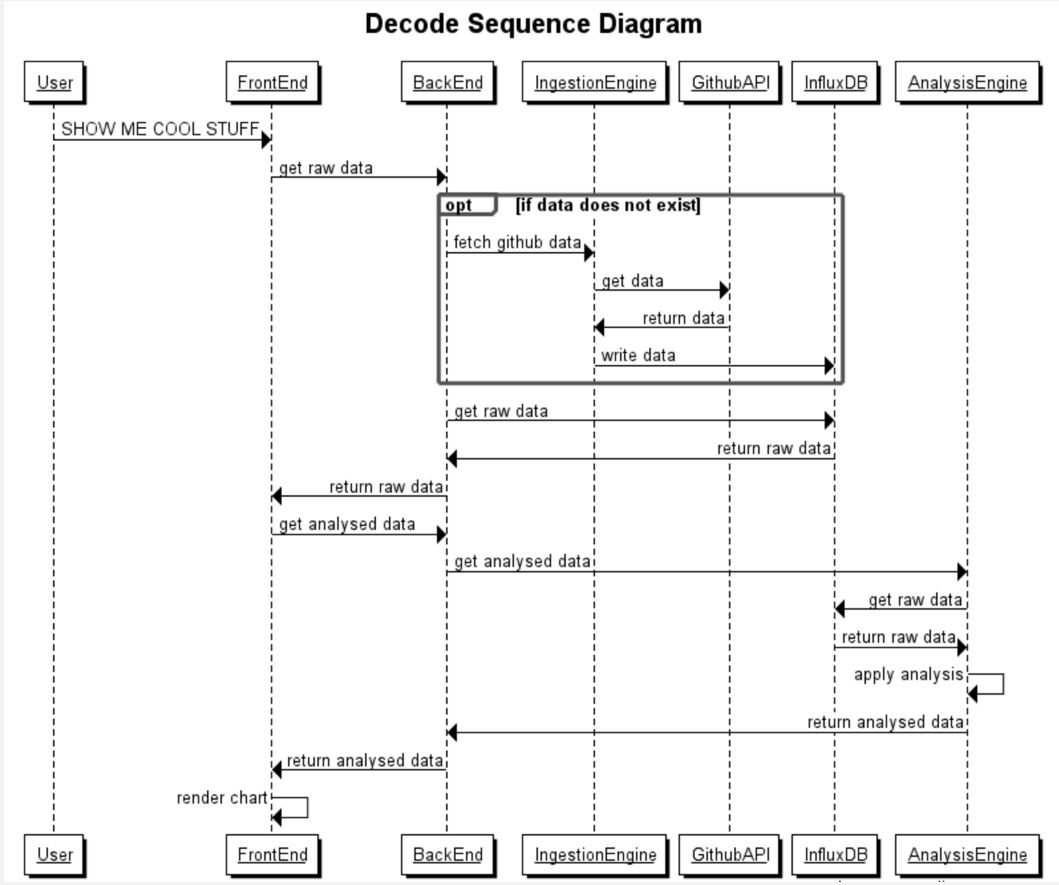 Decode Sequence Diagram
User FrontEnd BackEnd IngestionEngine GithubAPI InfluxDB AnalysisEngine
SHOW ME COOL STUFF
get raw data
opt [if data does not exist]
fetch github data
get data
return data
write data
get raw data
return raw data
return raw data
get analysed data
get analysed data
get raw data
return raw data
apply analysis
return analysed data
return analysed data
render chart
User FrontEnd BackEnd IngestionEngine GithubAPI InfluxDB AnalysisEngine